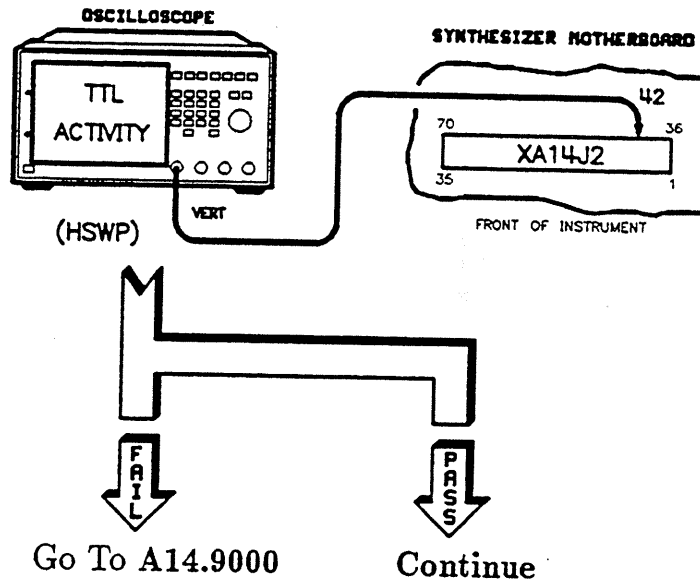 OSCILLOSCOPE
SYNTHESIZER MOTHERBOARD
TTL
ACTIVITY
42
70
36
XA14J2
35
1
VERT
FRONT OF INSTRUMENT
(HSWP)
FAIL
PASS
Go To A14.9000
Continue